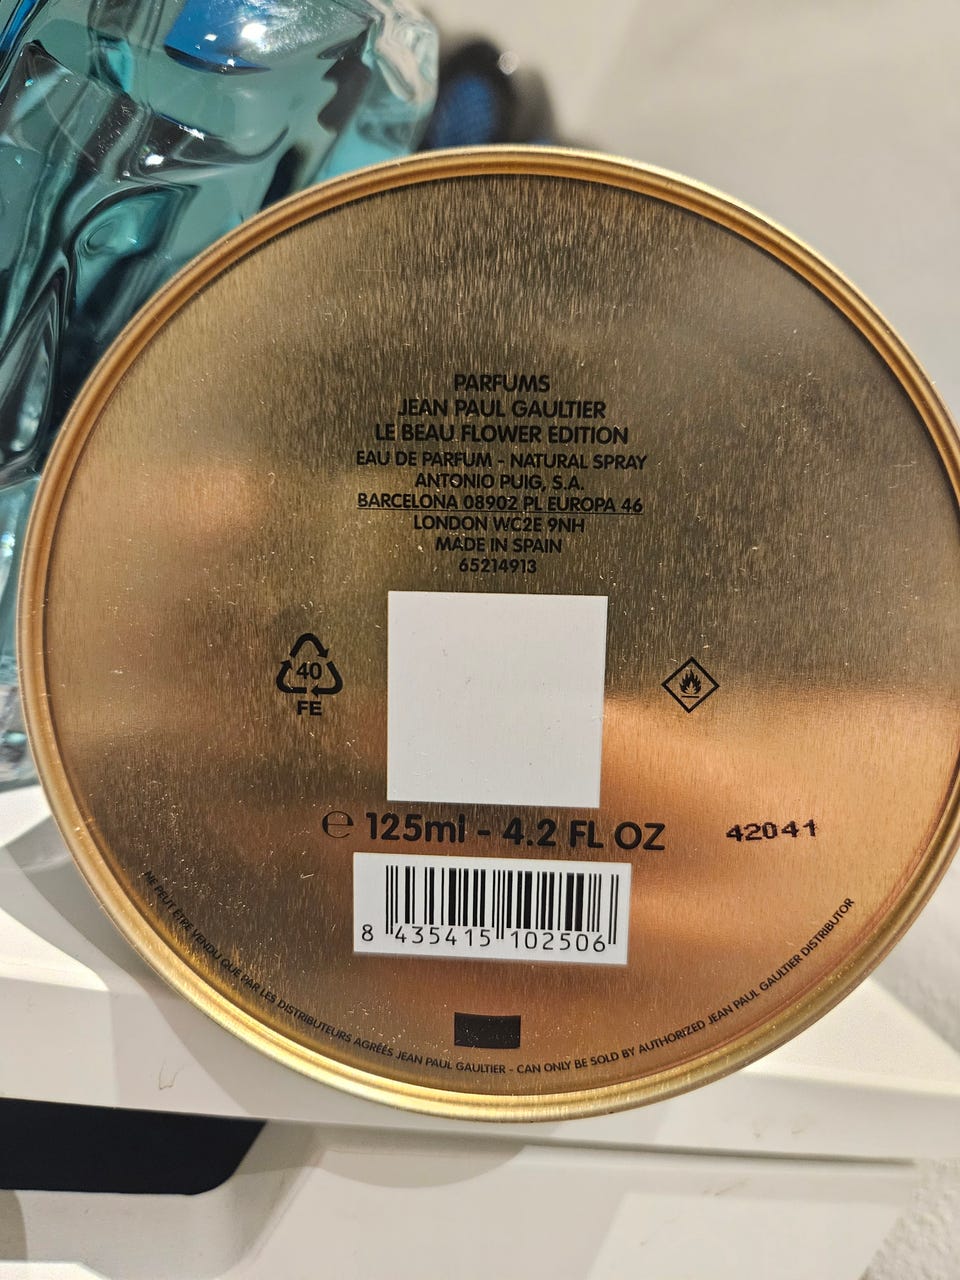 PARFUMS
JEAN PAUL GAULTIER
LE BEAU FLOWER EDITION
EAU DE PARFUM - NATURAL SPRAY
ANTONIO PUIG, S.A.
BARCELONA 08902 PL EUROPA 46
LONDON WC2E 9NH
MADE IN SPAIN
65214913
40
FE
℮ 125ml - 4.2 FL OZ
42041
8 435415 102506
NE PEUT ÊTRE VENDU QUE PAR LES DISTRIBUTEURS AGRÉÉS JEAN PAUL GAULTIER - CAN ONLY BE SOLD BY AUTHORIZED JEAN PAUL GAULTIER DISTRIBUTOR